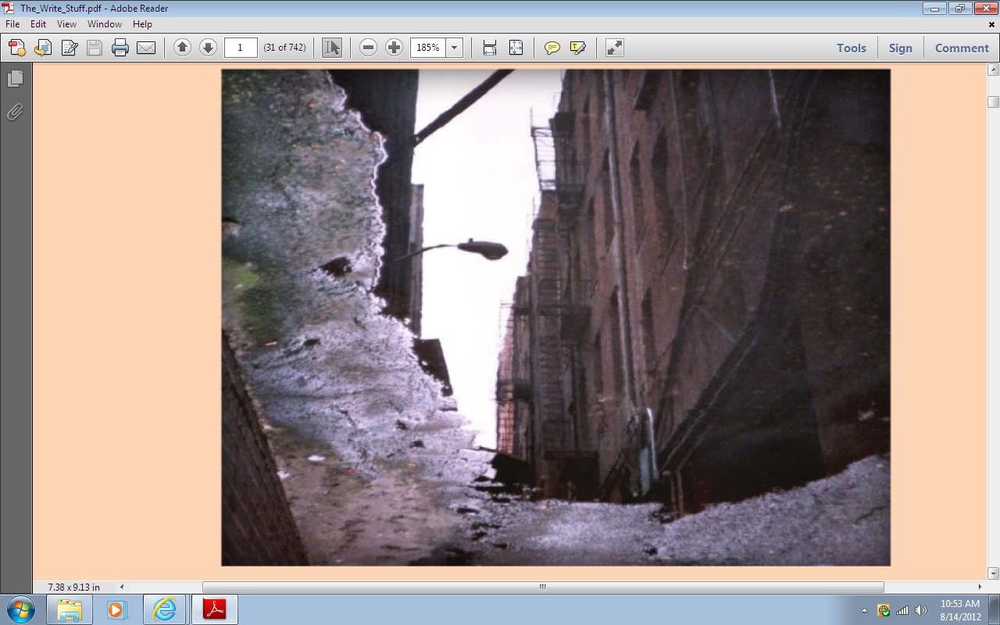 The_Write_Stuff.pdf - Adobe Reader
File Edit View Window Help
1 (31 of 742) 185% Tools Sign Comment
7.38 x 9.13 in
10:53 AM
8/14/2012